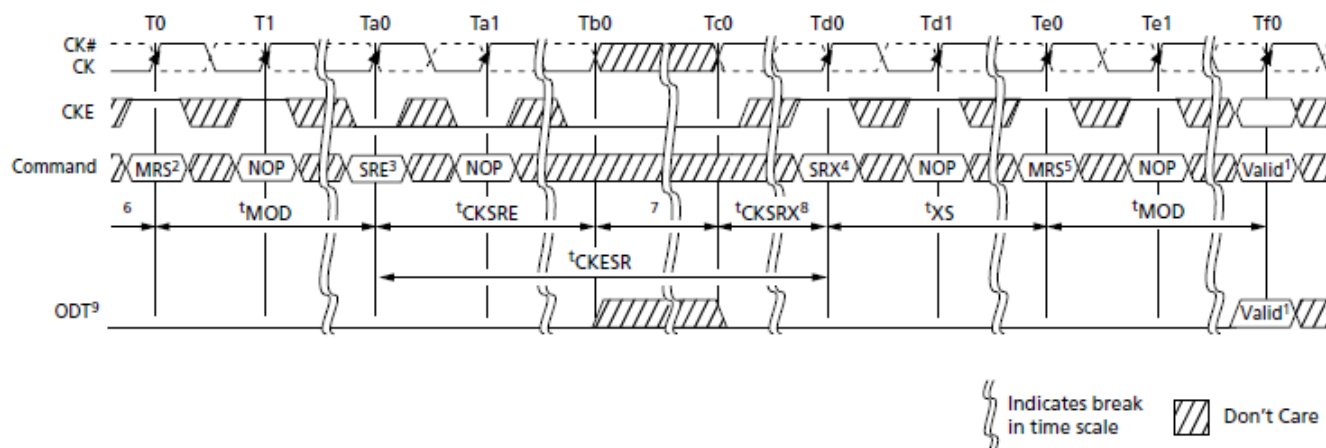 T0 T1 Ta0 Ta1 Tb0 Tc0 Td0 Td1 Te0 Te1 Tf0
CK#
CK
CKE
Command MRS2 NOP SRE3 NOP SRX4 NOP MRS5 NOP Valid1
6 tMOD tCKSRE 7 tCKSRX8 tXS tMOD
tCKESR
ODT9 Valid1
Indicates break
in time scale
Don't Care